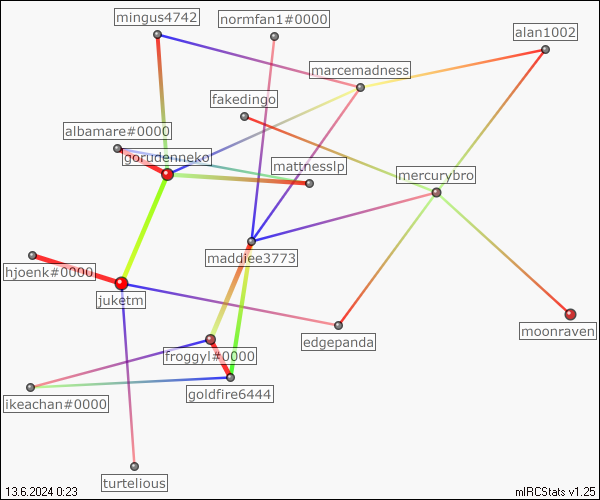 mingus4742
normfan1#0000
alan1002
marcemadness
fakedingo
albamare#0000
gorudenneko
mattnesslp
mercurybro
maddiee3773
hjoenk#0000
juketm
moonraven
edgepanda
froggyl#0000
goldfire6444
ikeachan#0000
turtelious
13.6.2024 0:23
mIRCStats v1.25